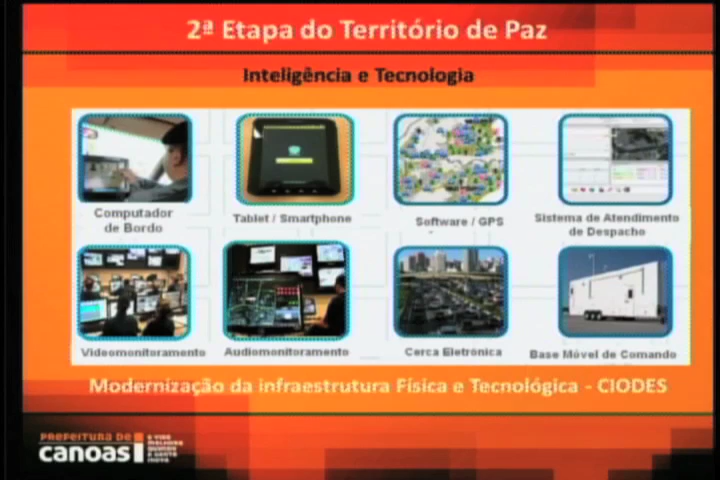 2ª Etapa do Território de Paz
Inteligência e Tecnologia
Computador
de Bordo
Tablet / Smartphone
Software / GPS
Sistema de Atendimento
de Despacho
Videomonitoramento
Audiomonitoramento
Cerca Eletrônica
Base Móvel de Comando
Modernização da infraestrutura Física e Tecnológica - CIODES
PREFEITURA DE
CANOAS